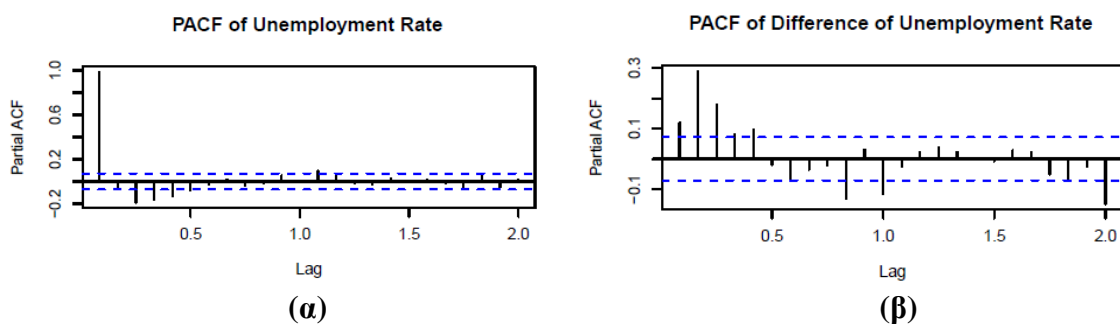 PACF of Unemployment Rate
Partial ACF
1.0
0.6
0.2
−0.2
0.5
1.0
1.5
2.0
Lag
(α)
PACF of Difference of Unemployment Rate
Partial ACF
0.3
0.1
−0.1
0.5
1.0
1.5
2.0
Lag
(β)